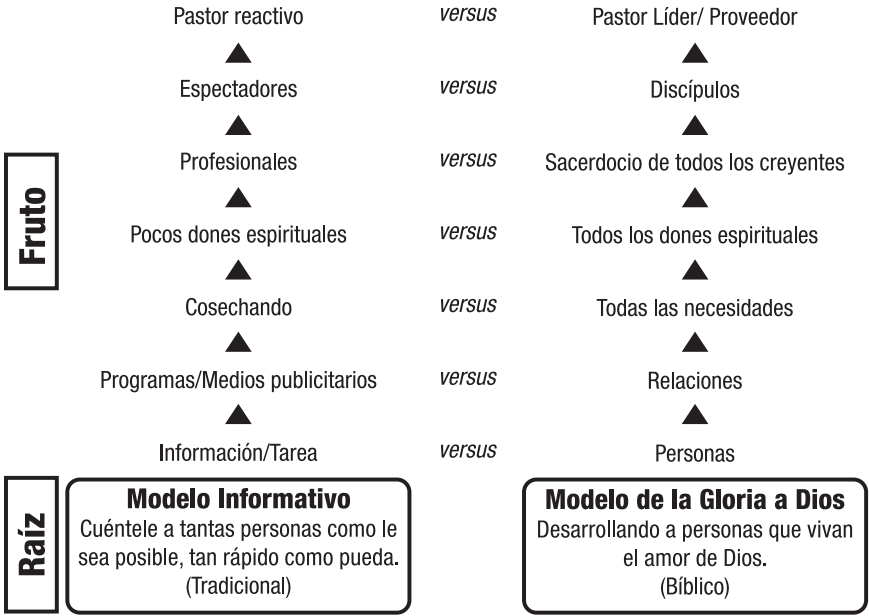 Pastor reactivo versus Pastor Líder/ Proveedor
Espectadores versus Discípulos
Profesionales versus Sacerdocio de todos los creyentes
Fruto
Pocos dones espirituales versus Todos los dones espirituales
Cosechando versus Todas las necesidades
Programas/Medios publicitarios versus Relaciones
Información/Tarea versus Personas
Raíz
Modelo Informativo
Cuéntele a tantas personas como le
sea posible, tan rápido como pueda.
(Tradicional)
Modelo de la Gloria a Dios
Desarrollando a personas que vivan
el amor de Dios.
(Bíblico)